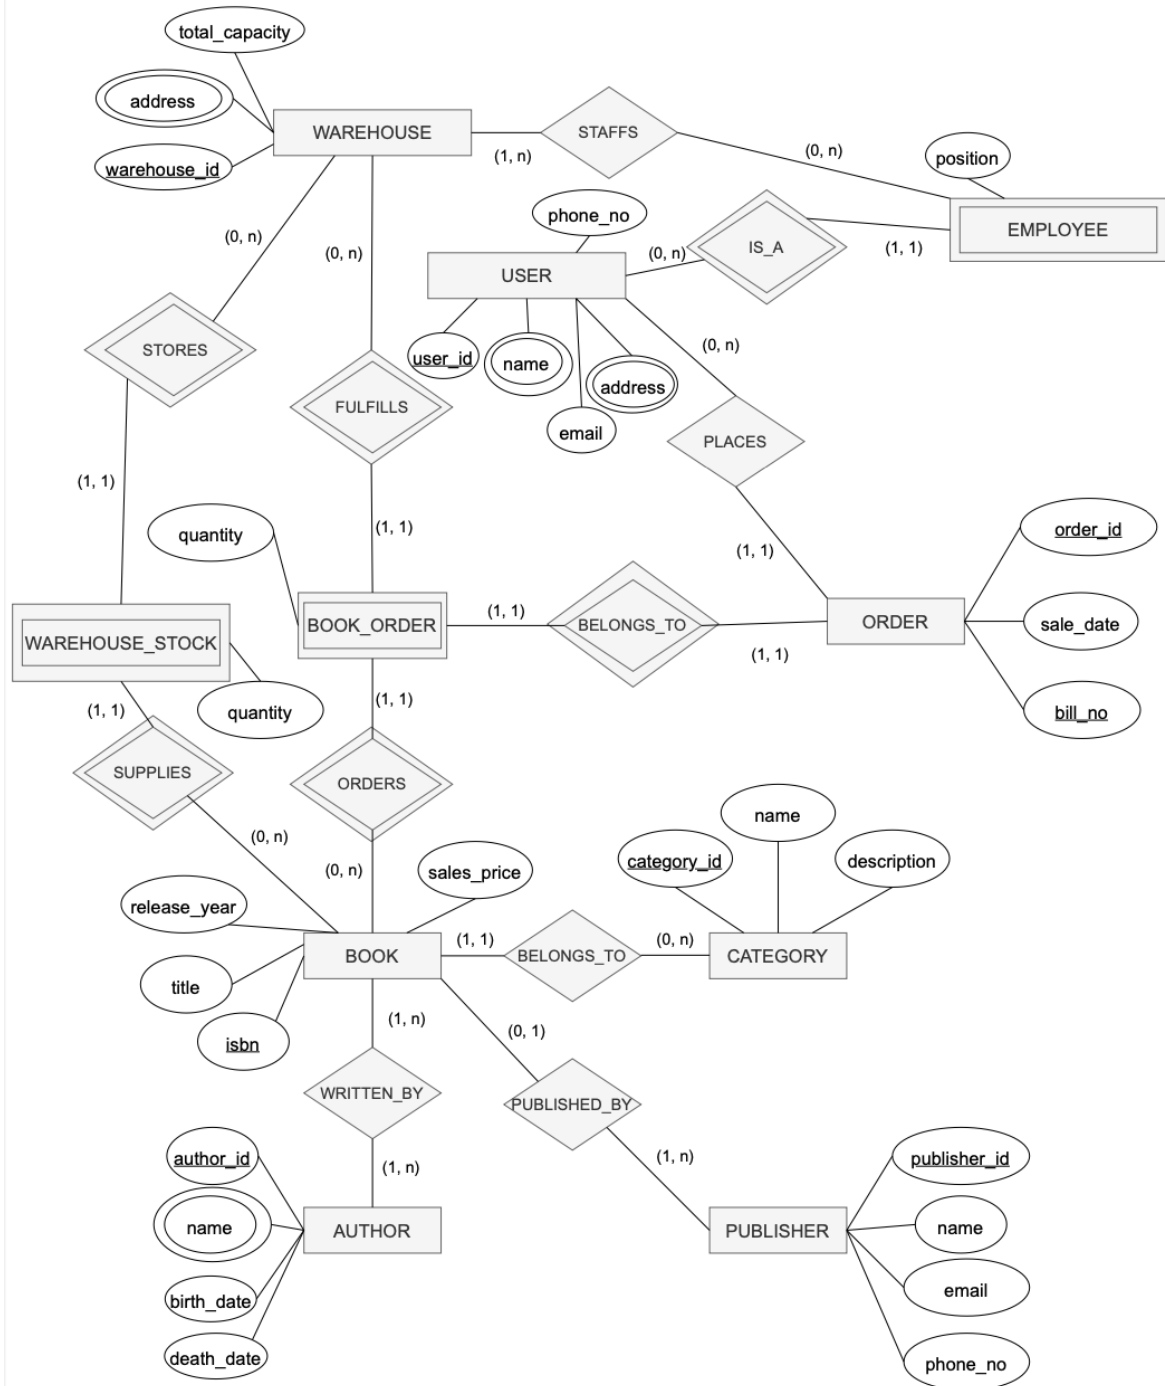 total_capacity
address
WAREHOUSE
STAFFS
(1, n)
(0, n)
position
warehouse_id
phone_no
EMPLOYEE
(0, n)
(0, n)
(0, n)
IS_A
(1, 1)
USER
STORES
user_id
name
address
(0, n)
FULFILLS
email
PLACES
(1, 1)
quantity
(1, 1)
(1, 1)
order_id
WAREHOUSE_STOCK
BOOK_ORDER
(1, 1)
BELONGS_TO
(1, 1)
ORDER
sale_date
(1, 1)
quantity
(1, 1)
bill_no
SUPPLIES
ORDERS
(0, n)
(0, n)
sales_price
category_id
name
description
release_year
title
isbn
BOOK
(1, 1)
BELONGS_TO
(0, n)
CATEGORY
(1, n)
(0, 1)
WRITTEN_BY
PUBLISHED_BY
(1, n)
(1, n)
author_id
name
birth_date
death_date
AUTHOR
PUBLISHER
publisher_id
name
email
phone_no